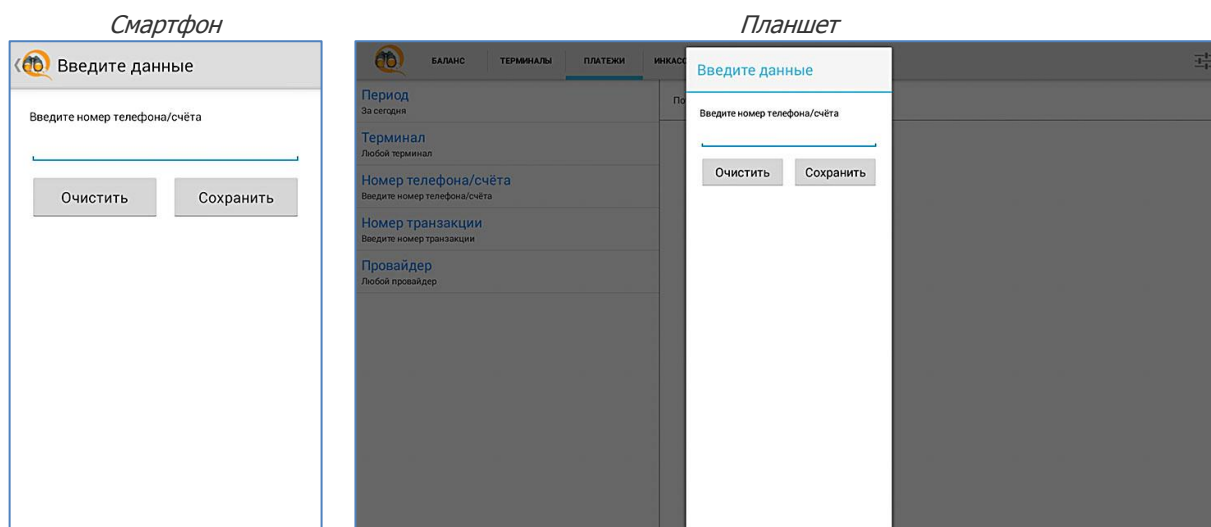 Смартфон
Введите данные
Введите номер телефона/счёта
Очистить Сохранить
Планшет
БАЛАНС ТЕРМИНАЛЫ ПЛАТЕЖИ ИНКАСС
Период
За сегодня
Терминал
Любой терминал
Номер телефона/счёта
Введите номер телефона/счёта
Номер транзакции
Введите номер транзакции
Провайдер
Любой провайдер
По
Введите данные
Введите номер телефона/счёта
Очистить Сохранить